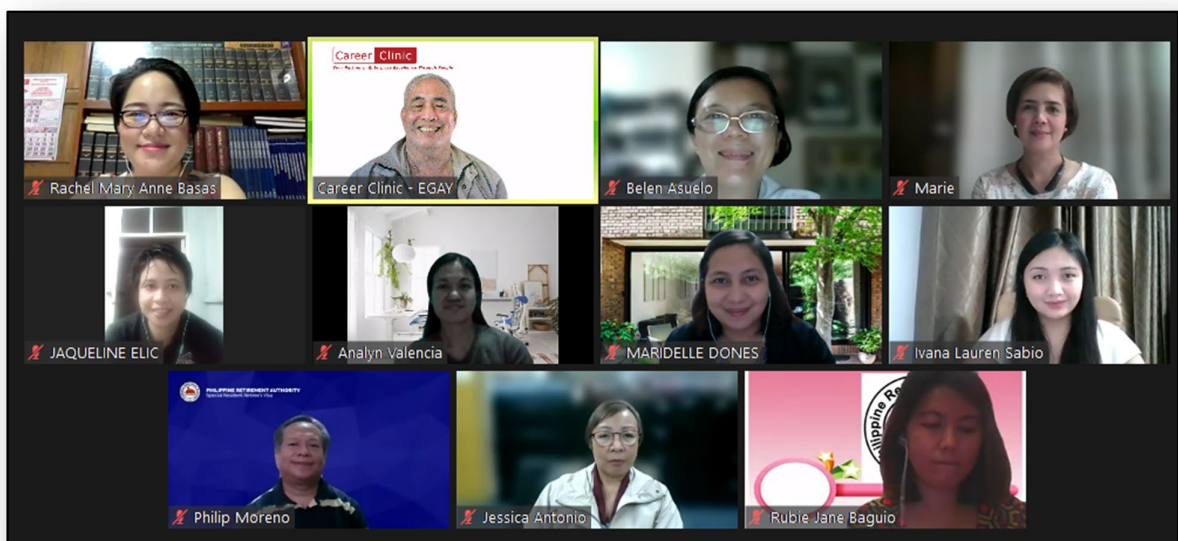 Rachel Mary Anne Basas
Career Clinic
Career Clinic - EGAY
Belen Asuelo
Marie
JAQUELINE ELIC
Analyn Valencia
MARIDELLE DONES
Ivana Lauren Sabio
PHILIPPINE RETIREMENT AUTHORITY
Special Resident Retiree's Visa
Philip Moreno
Jessica Antonio
Rubie Jane Baguio